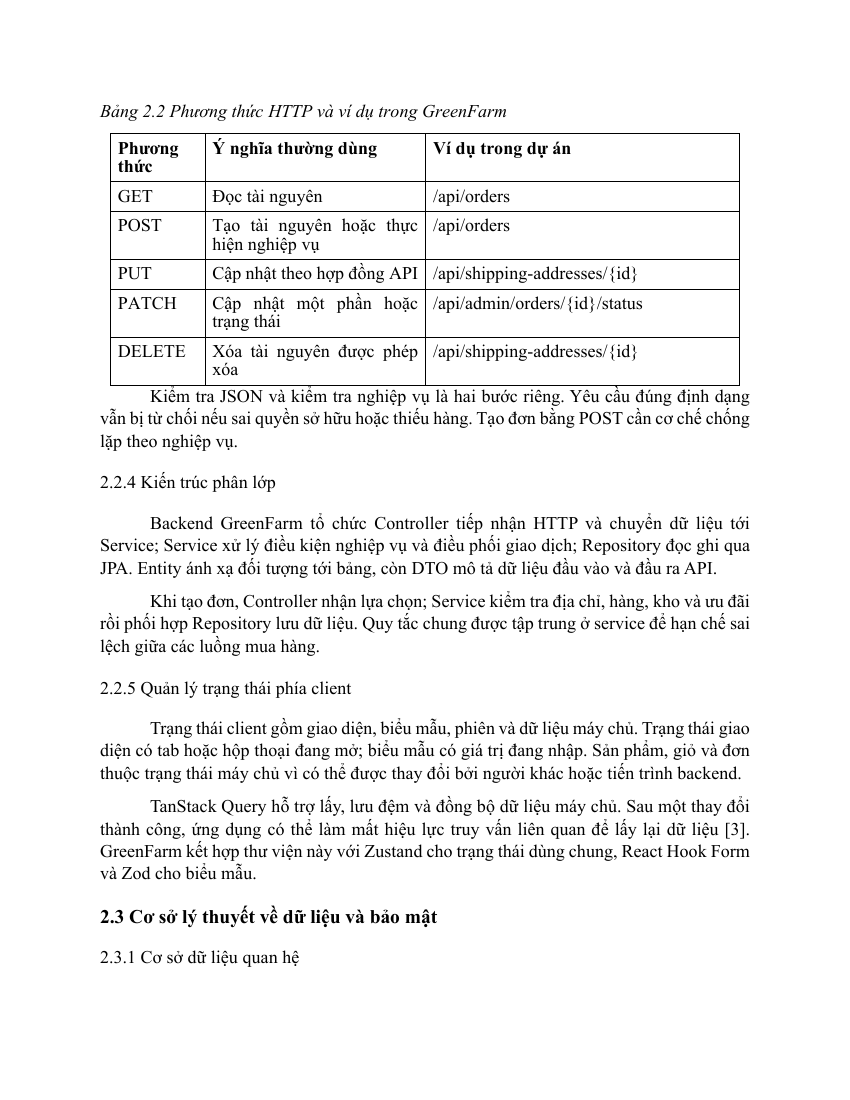 Bảng 2.2 Phương thức HTTP và ví dụ trong GreenFarm
Phương thức | Ý nghĩa thường dùng | Ví dụ trong dự án
GET | Đọc tài nguyên | /api/orders
POST | Tạo tài nguyên hoặc thực hiện nghiệp vụ | /api/orders
PUT | Cập nhật theo hợp đồng API | /api/shipping-addresses/{id}
PATCH | Cập nhật một phần hoặc trạng thái | /api/admin/orders/{id}/status
DELETE | Xóa tài nguyên được phép xóa | /api/shipping-addresses/{id}
Kiểm tra JSON và kiểm tra nghiệp vụ là hai bước riêng. Yêu cầu đúng định dạng
vẫn bị từ chối nếu sai quyền sở hữu hoặc thiếu hàng. Tạo đơn bằng POST cần cơ chế chống
lặp theo nghiệp vụ.
2.2.4 Kiến trúc phân lớp
Backend GreenFarm tổ chức Controller tiếp nhận HTTP và chuyển dữ liệu tới
Service; Service xử lý điều kiện nghiệp vụ và điều phối giao dịch; Repository đọc ghi qua
JPA. Entity ánh xạ đối tượng tới bảng, còn DTO mô tả dữ liệu đầu vào và đầu ra API.
Khi tạo đơn, Controller nhận lựa chọn; Service kiểm tra địa chỉ, hàng, kho và ưu đãi
rồi phối hợp Repository lưu dữ liệu. Quy tắc chung được tập trung ở service để hạn chế sai
lệch giữa các luồng mua hàng.
2.2.5 Quản lý trạng thái phía client
Trạng thái client gồm giao diện, biểu mẫu, phiên và dữ liệu máy chủ. Trạng thái giao
diện có tab hoặc hộp thoại đang mở; biểu mẫu có giá trị đang nhập. Sản phẩm, giỏ và đơn
thuộc trạng thái máy chủ vì có thể được thay đổi bởi người khác hoặc tiến trình backend.
TanStack Query hỗ trợ lấy, lưu đệm và đồng bộ dữ liệu máy chủ. Sau một thay đổi
thành công, ứng dụng có thể làm mất hiệu lực truy vấn liên quan để lấy lại dữ liệu [3].
GreenFarm kết hợp thư viện này với Zustand cho trạng thái dùng chung, React Hook Form
và Zod cho biểu mẫu.
2.3 Cơ sở lý thuyết về dữ liệu và bảo mật
2.3.1 Cơ sở dữ liệu quan hệ